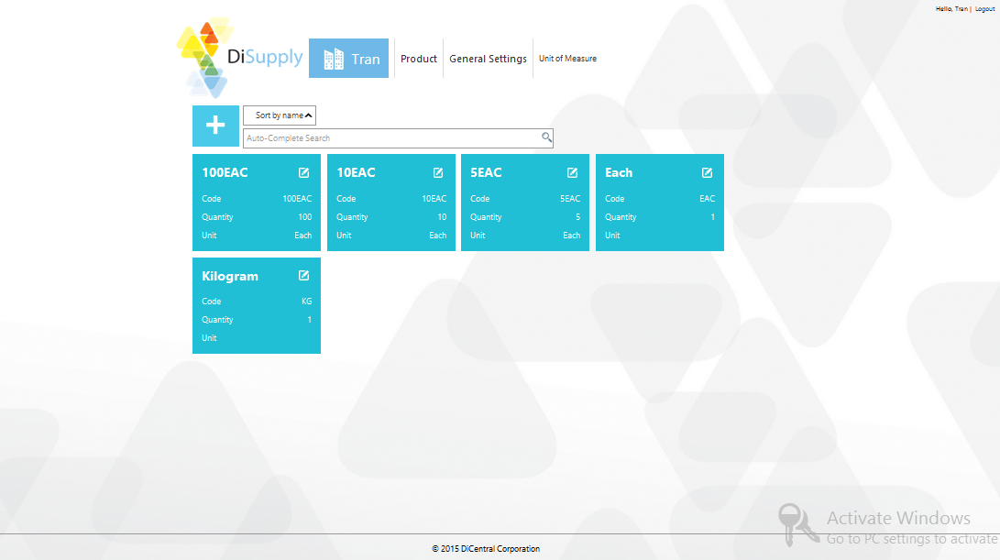 Hello, Tran | Logout
DiSupply
Tran
Product
General Settings
Unit of Measure
Sort by name
Auto-Complete Search
100EAC
Code 100EAC
Quantity 100
Unit Each
10EAC
Code 10EAC
Quantity 10
Unit Each
5EAC
Code 5EAC
Quantity 5
Unit Each
Each
Code EAC
Quantity 1
Unit
Kilogram
Code KG
Quantity 1
Unit
Activate Windows
Go to PC settings to activate
© 2015 DiCentral Corporation